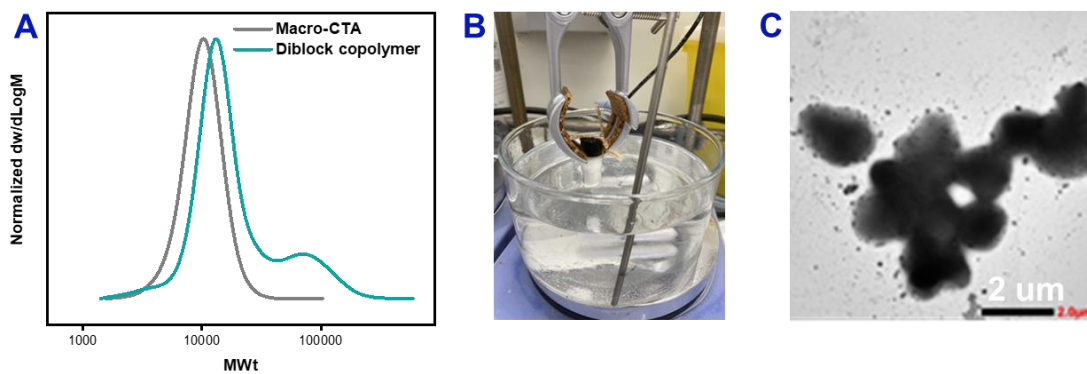 A
Macro-CTA
Diblock copolymer
Normalized dw/dLogM
1000
10000
100000
MWt
B
C
2 um
2.0µm